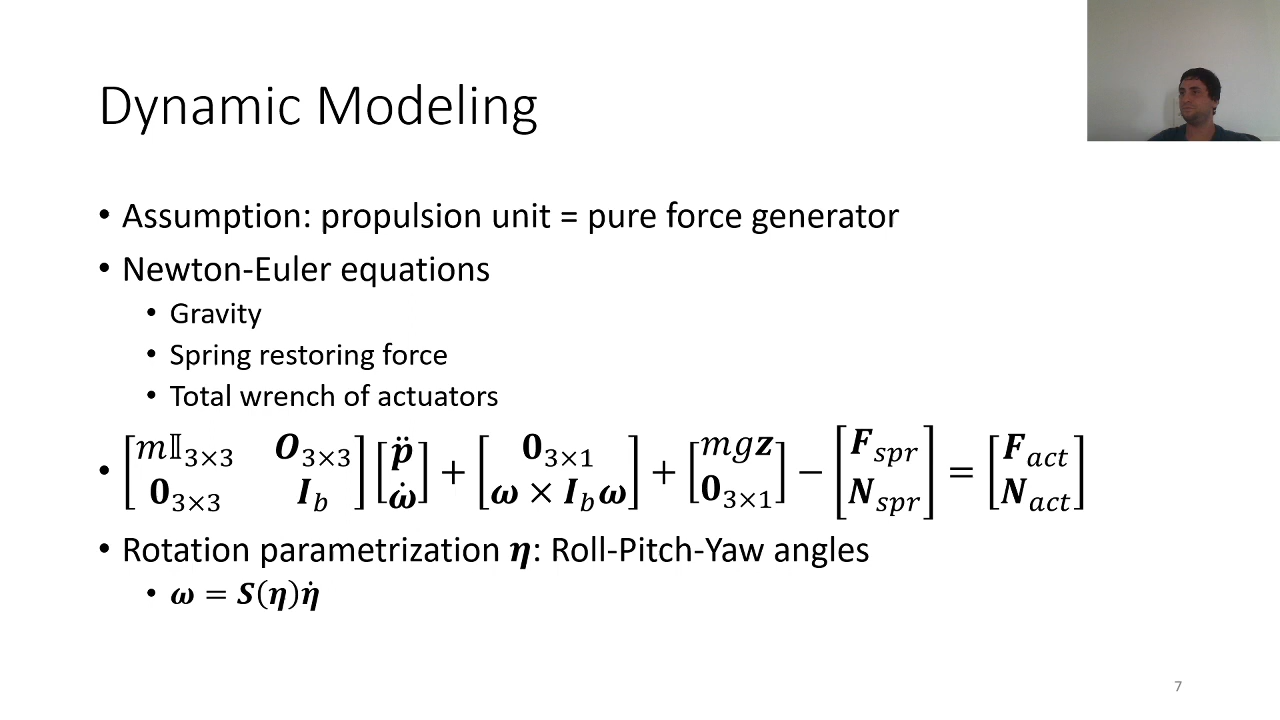 Dynamic Modeling
• Assumption: propulsion unit = pure force generator
• Newton-Euler equations
• Gravity
• Spring restoring force
• Total wrench of actuators
• [m𝕀₃ₓ₃ 𝑶₃ₓ₃; 𝟎₃ₓ₃ 𝑰_b] [𝒑̈; 𝝎̇] + [𝟎₃ₓ₁; 𝝎 × 𝑰_b𝝎] + [mg𝒛; 𝟎₃ₓ₁] − [𝑭_spr; 𝑵_spr] = [𝑭_act; 𝑵_act]
• Rotation parametrization 𝜼: Roll-Pitch-Yaw angles
• 𝝎 = 𝑺(𝜼)𝜼̇
7